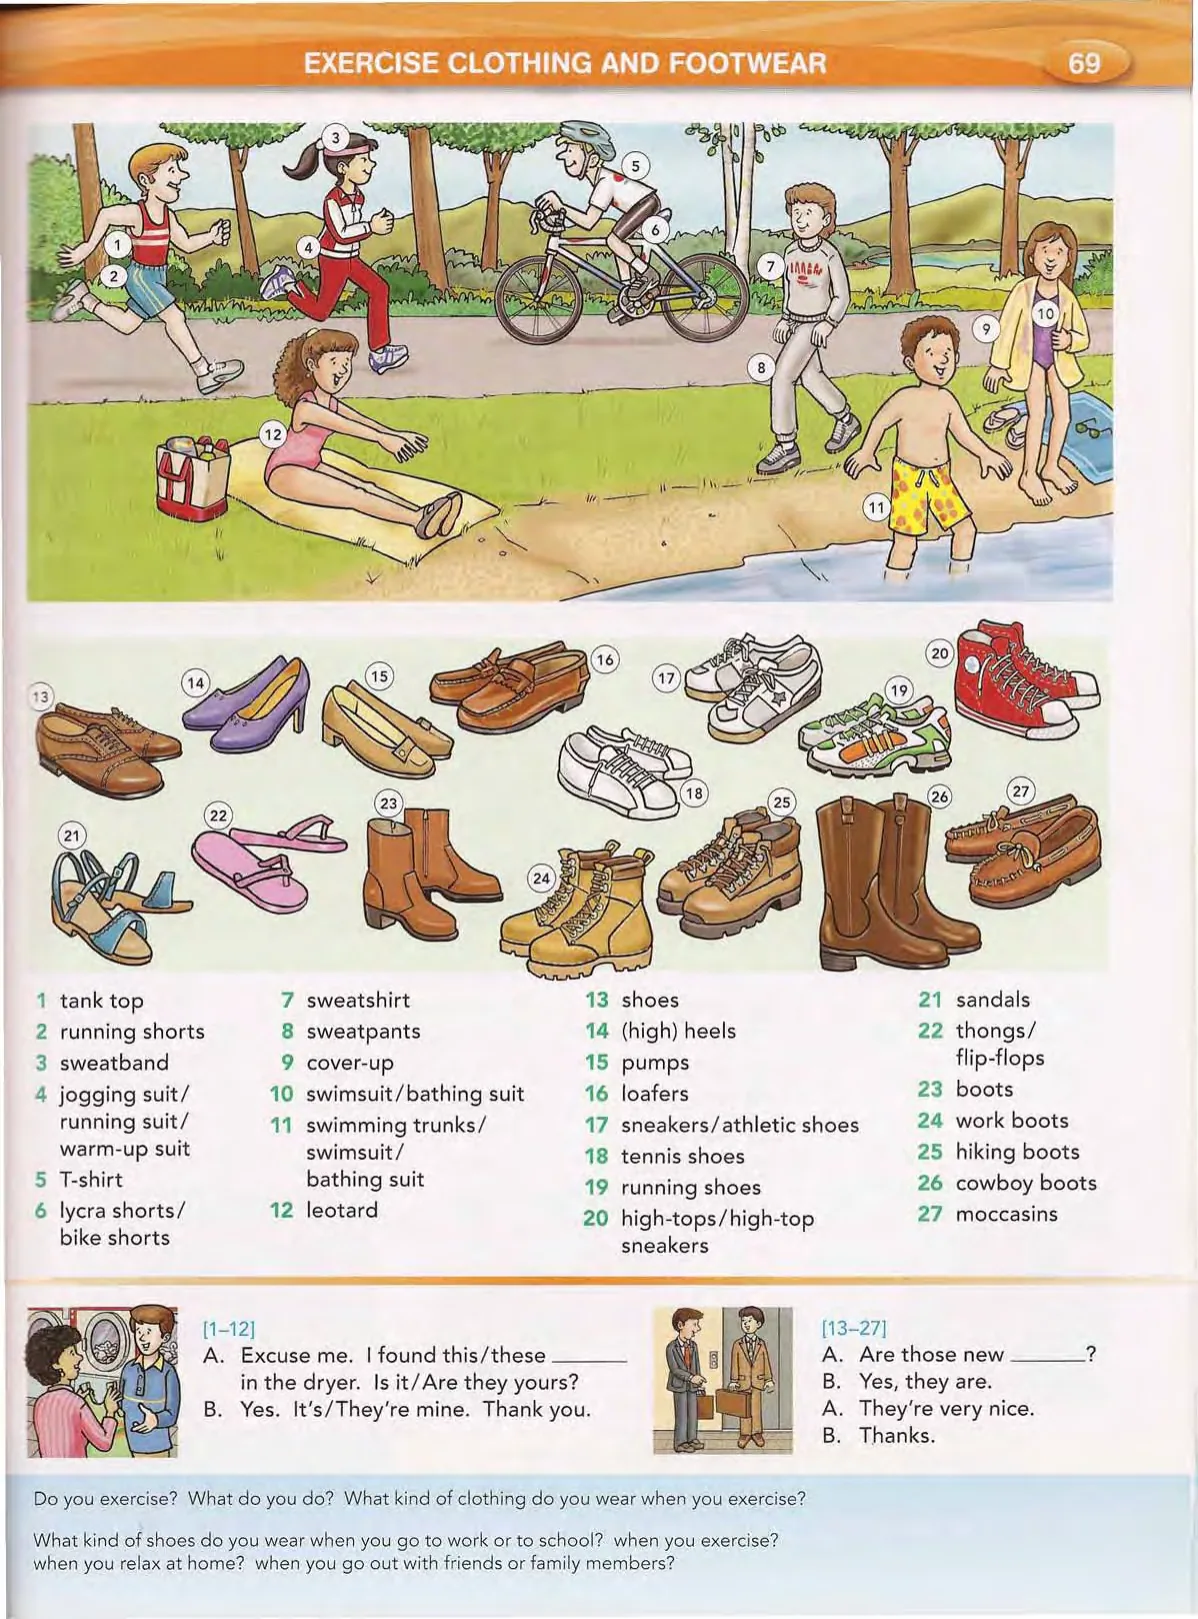 EXERCISE CLOTHING AND FOOTWEAR
69
3
5
1
4
6
2
7
10
9
8
12
11
13
14
15
16
17
20
19
18
21
22
23
24
25
26
27
1 tank top
2 running shorts
3 sweatband
4 jogging suit/
running suit/
warm-up suit
5 T-shirt
6 lycra shorts/
bike shorts
7 sweatshirt
8 sweatpants
9 cover-up
10 swimsuit/bathing suit
11 swimming trunks/
swimsuit/
bathing suit
12 leotard
13 shoes
14 (high) heels
15 pumps
16 loafers
17 sneakers/athletic shoes
18 tennis shoes
19 running shoes
20 high-tops/high-top
sneakers
21 sandals
22 thongs/
flip-flops
23 boots
24 work boots
25 hiking boots
26 cowboy boots
27 moccasins
[1–12]
A. Excuse me. I found this/these ______
in the dryer. Is it/Are they yours?
B. Yes. It's/They're mine. Thank you.
[13–27]
A. Are those new ______?
B. Yes, they are.
A. They're very nice.
B. Thanks.
Do you exercise? What do you do? What kind of clothing do you wear when you exercise?
What kind of shoes do you wear when you go to work or to school? when you exercise?
when you relax at home? when you go out with friends or family members?